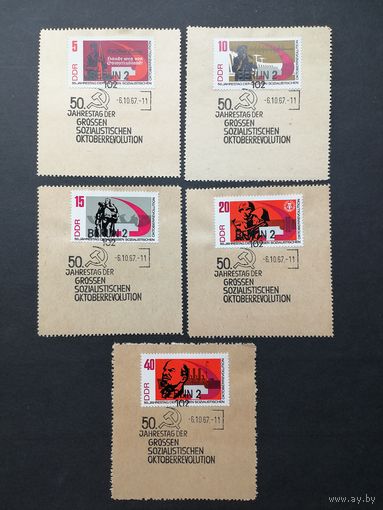 5
DDR
BERLIN 2
102
50.
-6.10.67.-11
JAHRESTAG DER
GROSSEN
SOZIALISTISCHEN
OKTOBERREVOLUTION
10
DDR
BERLIN 2
102
50.
-6.10.67.-11
JAHRESTAG DER
GROSSEN
SOZIALISTISCHEN
OKTOBERREVOLUTION
15
DDR
BERLIN 2
102
50.
-6.10.67.-11
JAHRESTAG DER
GROSSEN
SOZIALISTISCHEN
OKTOBERREVOLUTION
20
DDR
BERLIN 2
102
50.
-6.10.67.-11
JAHRESTAG DER
GROSSEN
SOZIALISTISCHEN
OKTOBERREVOLUTION
40
DDR
BERLIN 2
102
50.
-6.10.67.-11
JAHRESTAG DER
GROSSEN
SOZIALISTISCHEN
OKTOBERREVOLUTION
www.ay.by